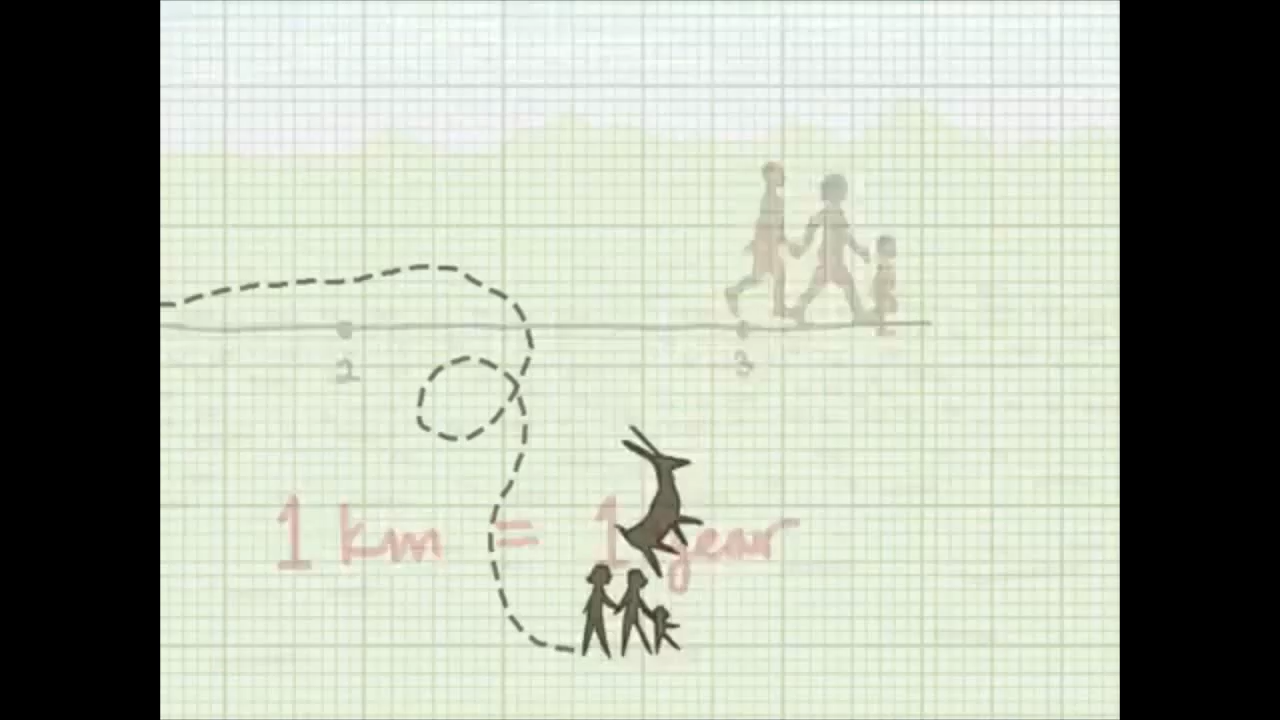 2 3
1 km = 1 year